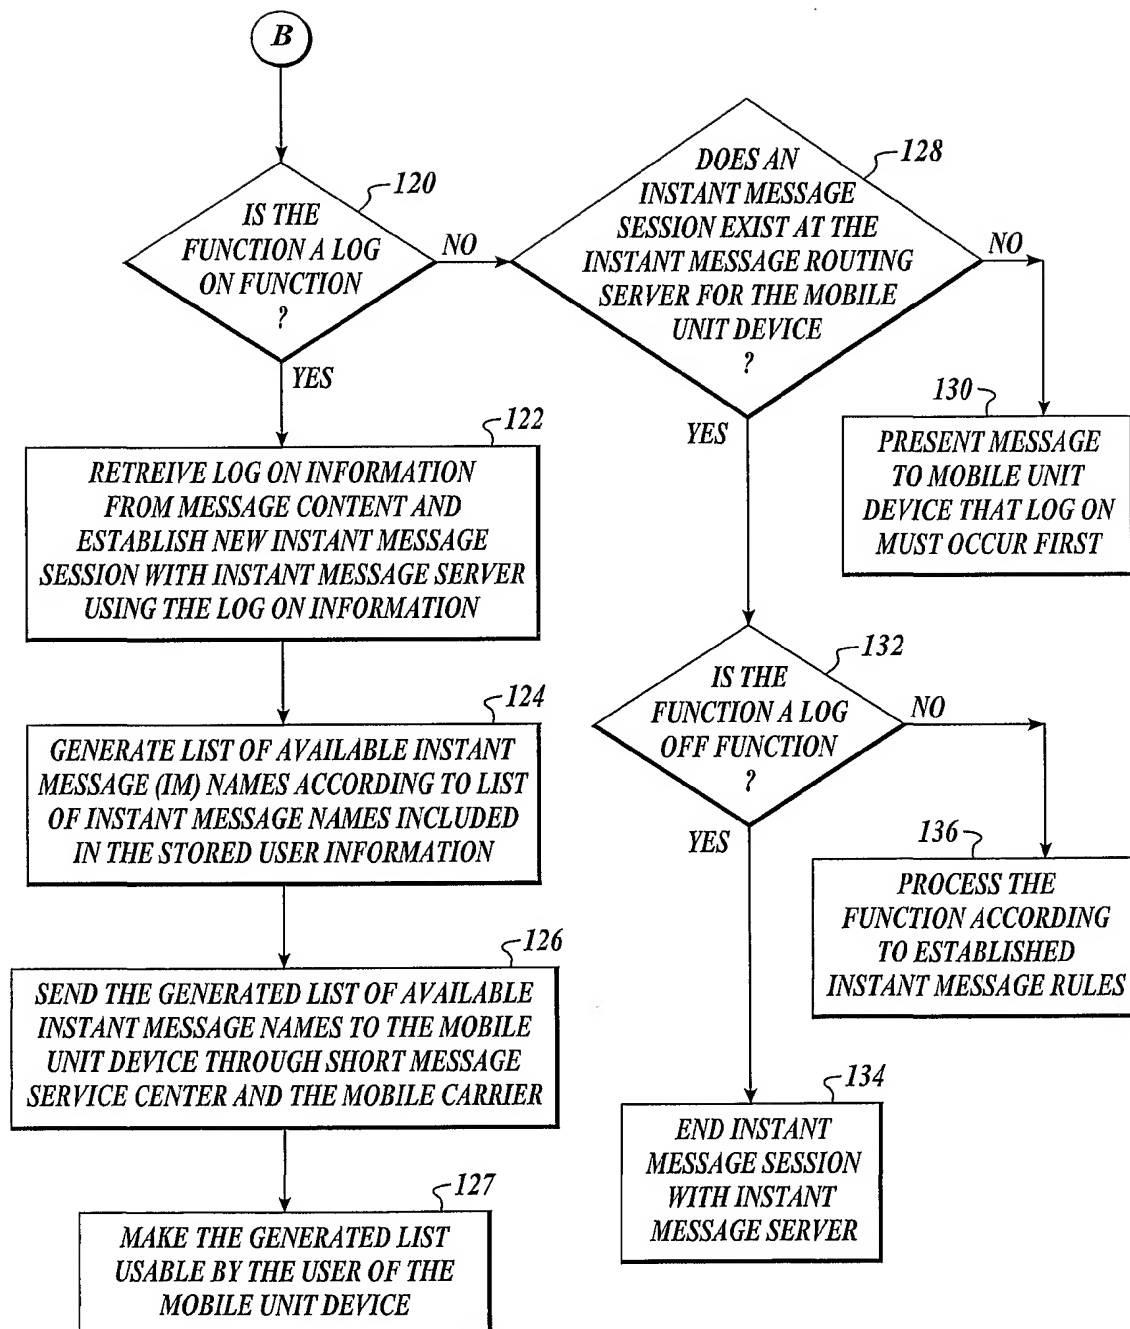 B
120
IS THE
FUNCTION A LOG
ON FUNCTION
?
NO
YES
128
DOES AN
INSTANT MESSAGE
SESSION EXIST AT THE
INSTANT MESSAGE ROUTING
SERVER FOR THE MOBILE
UNIT DEVICE
?
NO
YES
130
PRESENT MESSAGE
TO MOBILE UNIT
DEVICE THAT LOG ON
MUST OCCUR FIRST
122
RETREIVE LOG ON INFORMATION
FROM MESSAGE CONTENT AND
ESTABLISH NEW INSTANT MESSAGE
SESSION WITH INSTANT MESSAGE SERVER
USING THE LOG ON INFORMATION
124
GENERATE LIST OF AVAILABLE INSTANT
MESSAGE (IM) NAMES ACCORDING TO LIST
OF INSTANT MESSAGE NAMES INCLUDED
IN THE STORED USER INFORMATION
126
SEND THE GENERATED LIST OF AVAILABLE
INSTANT MESSAGE NAMES TO THE MOBILE
UNIT DEVICE THROUGH SHORT MESSAGE
SERVICE CENTER AND THE MOBILE CARRIER
127
MAKE THE GENERATED LIST
USABLE BY THE USER OF THE
MOBILE UNIT DEVICE
132
IS THE
FUNCTION A LOG
OFF FUNCTION
?
NO
YES
136
PROCESS THE
FUNCTION ACCORDING
TO ESTABLISHED
INSTANT MESSAGE RULES
134
END INSTANT
MESSAGE SESSION
WITH INSTANT
MESSAGE SERVER